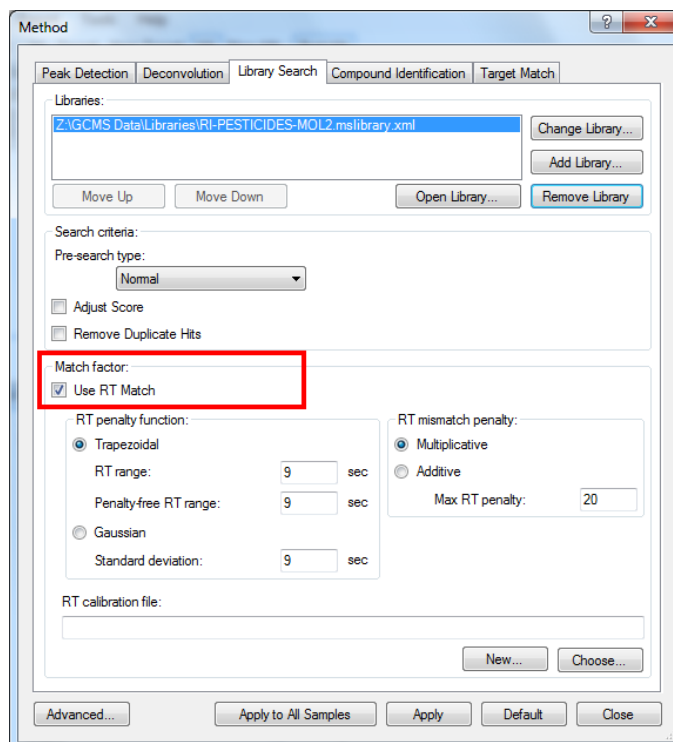 Method
Peak Detection
Deconvolution
Library Search
Compound Identification
Target Match
Libraries:
Z:\GCMS Data\Libraries\RI-PESTICIDES-MOL2.mslibrary.xml
Change Library...
Add Library...
Move Up
Move Down
Open Library...
Remove Library
Search criteria:
Pre-search type:
Normal
Adjust Score
Remove Duplicate Hits
Match factor:
Use RT Match
RT penalty function:
Trapezoidal
RT range: 9 sec
Penalty-free RT range: 9 sec
Gaussian
Standard deviation: 9 sec
RT mismatch penalty:
Multiplicative
Additive
Max RT penalty: 20
RT calibration file:
New...
Choose...
Advanced...
Apply to All Samples
Apply
Default
Close